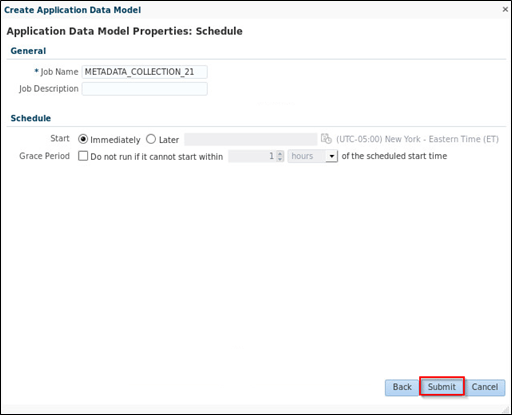 Create Application Data Model ×
Application Data Model Properties: Schedule
General
* Job Name METADATA_COLLECTION_21
Job Description
Schedule
Start Immediately Later (UTC-05:00) New York - Eastern Time (ET)
Grace Period Do not run if it cannot start within 1 hours of the scheduled start time
Back Submit Cancel